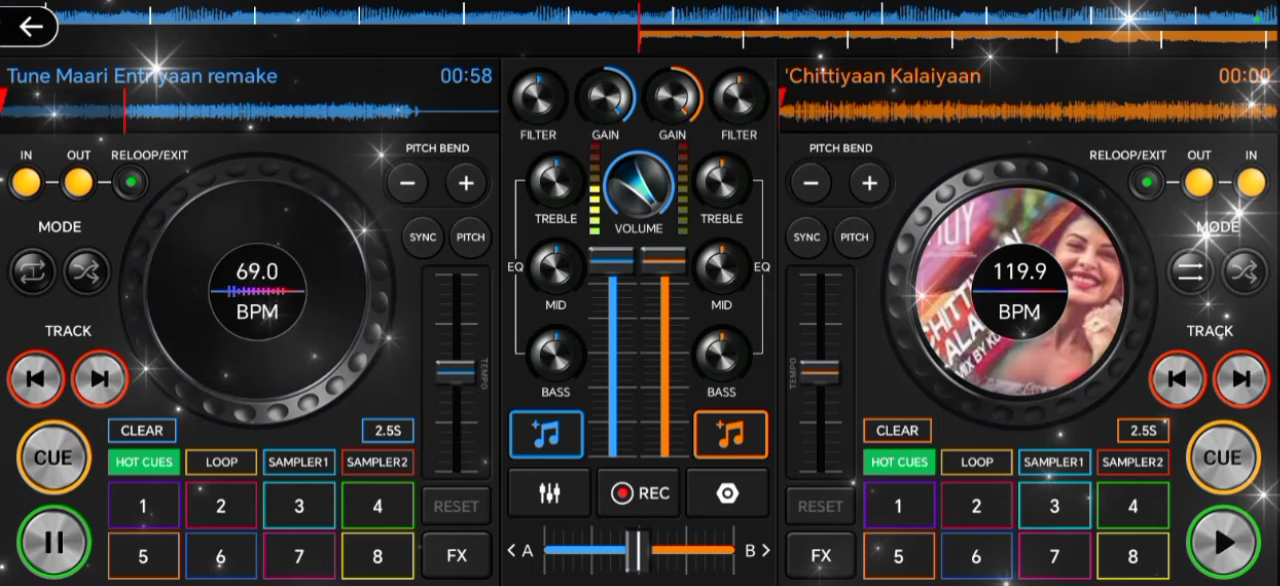 Tune Maari Entriyaan remake
00:58
'Chittiyaan Kalaiyaan
00:00
FILTER
GAIN
GAIN
FILTER
IN
OUT
RELOOP/EXIT
PITCH BEND
PITCH BEND
RELOOP/EXIT
OUT
IN
TREBLE
VOLUME
TREBLE
MODE
SYNC
PITCH
SYNC
PITCH
MODE
EQ
EQ
69.0
BPM
119.9
BPM
MID
MID
TRACK
TRACK
TEMPO
TEMPO
BASS
BASS
CLEAR
2.5S
CLEAR
2.5S
CUE
HOT CUES
LOOP
SAMPLER1
SAMPLER2
HOT CUES
LOOP
SAMPLER1
SAMPLER2
CUE
1
2
3
4
RESET
REC
RESET
1
2
3
4
5
6
7
8
FX
< A
B >
FX
5
6
7
8